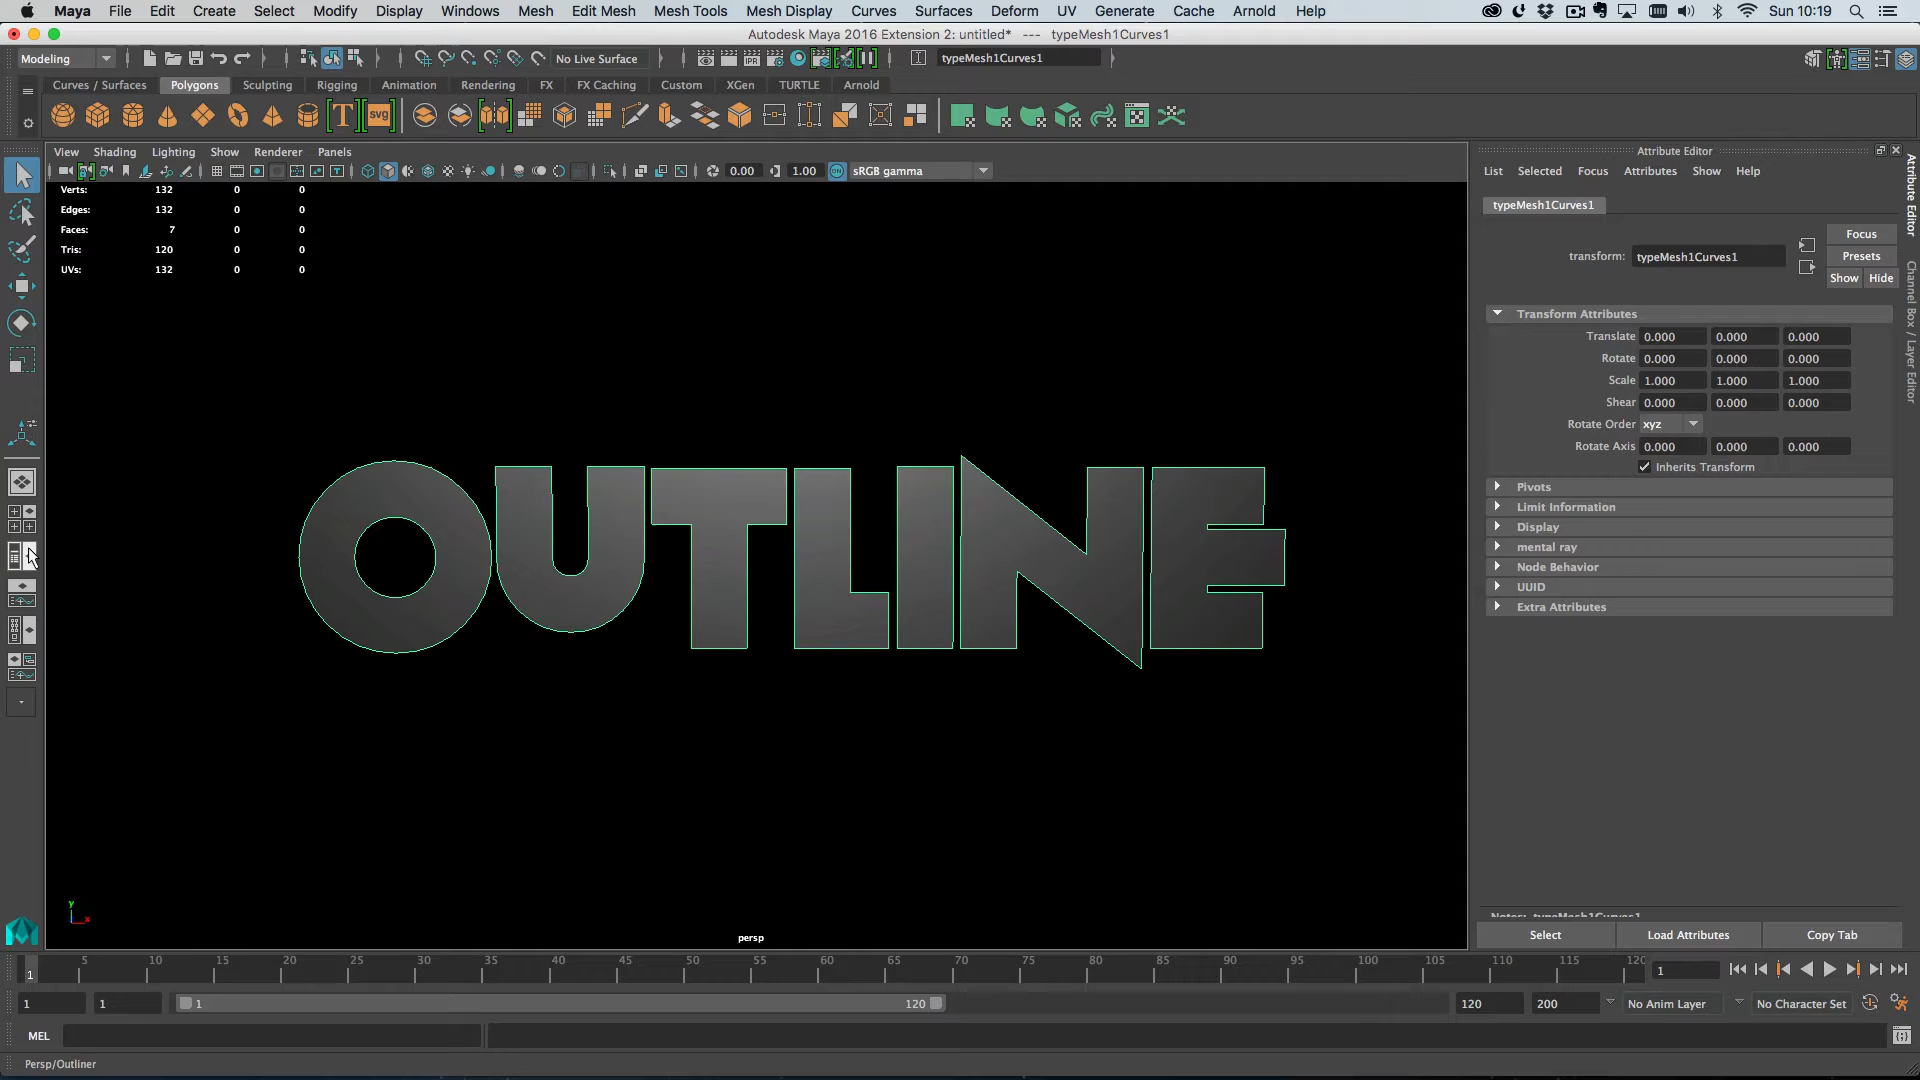 Maya File Edit Create Select Modify Display Windows Mesh Edit Mesh Mesh Tools Mesh Display Curves Surfaces Deform UV Generate Cache Arnold Help Sun 10:19
Autodesk Maya 2016 Extension 2: untitled* --- typeMesh1Curves1
Modeling No Live Surface IPR typeMesh1Curves1
Curves / Surfaces Polygons Sculpting Rigging Animation Rendering FX FX Caching Custom XGen TURTLE Arnold
T SVG
View Shading Lighting Show Renderer Panels
0.00 1.00 sRGB gamma
Verts: 132 0 0
Edges: 132 0 0
Faces: 7 0 0
Tris: 120 0 0
UVs: 132 0 0
OUTLINE
y
x
persp
Attribute Editor
List Selected Focus Attributes Show Help
typeMesh1Curves1
Focus
transform: typeMesh1Curves1 Presets
Show Hide
Transform Attributes
Translate 0.000 0.000 0.000
Rotate 0.000 0.000 0.000
Scale 1.000 1.000 1.000
Shear 0.000 0.000 0.000
Rotate Order xyz
Rotate Axis 0.000 0.000 0.000
Inherits Transform
Pivots
Limit Information
Display
mental ray
Node Behavior
UUID
Extra Attributes
Notes: typeMesh1Curves1
Select Load Attributes Copy Tab
Attribute Editor
Channel Box / Layer Editor
1 5 10 15 20 25 30 35 40 45 50 55 60 65 70 75 80 85 90 95 100 105 110 115 120 1
1 1 1 120 120 200 No Anim Layer No Character Set
MEL
Persp/Outliner